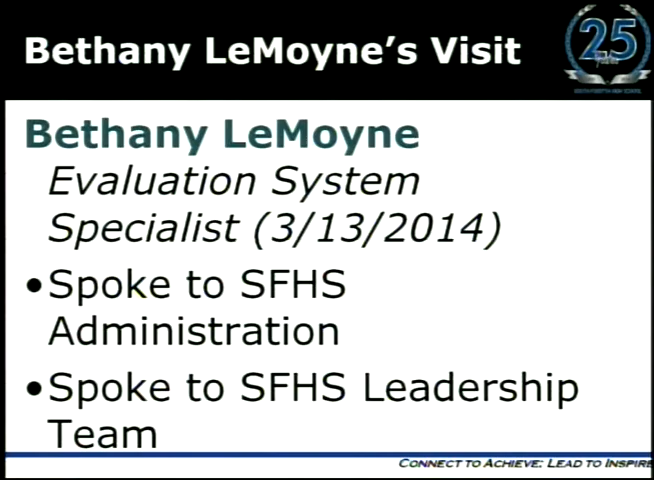 Bethany LeMoyne's Visit
25
Bethany LeMoyne
Evaluation System
Specialist (3/13/2014)
•Spoke to SFHS
Administration
•Spoke to SFHS Leadership
Team
CONNECT TO ACHIEVE; LEAD TO INSPIRE